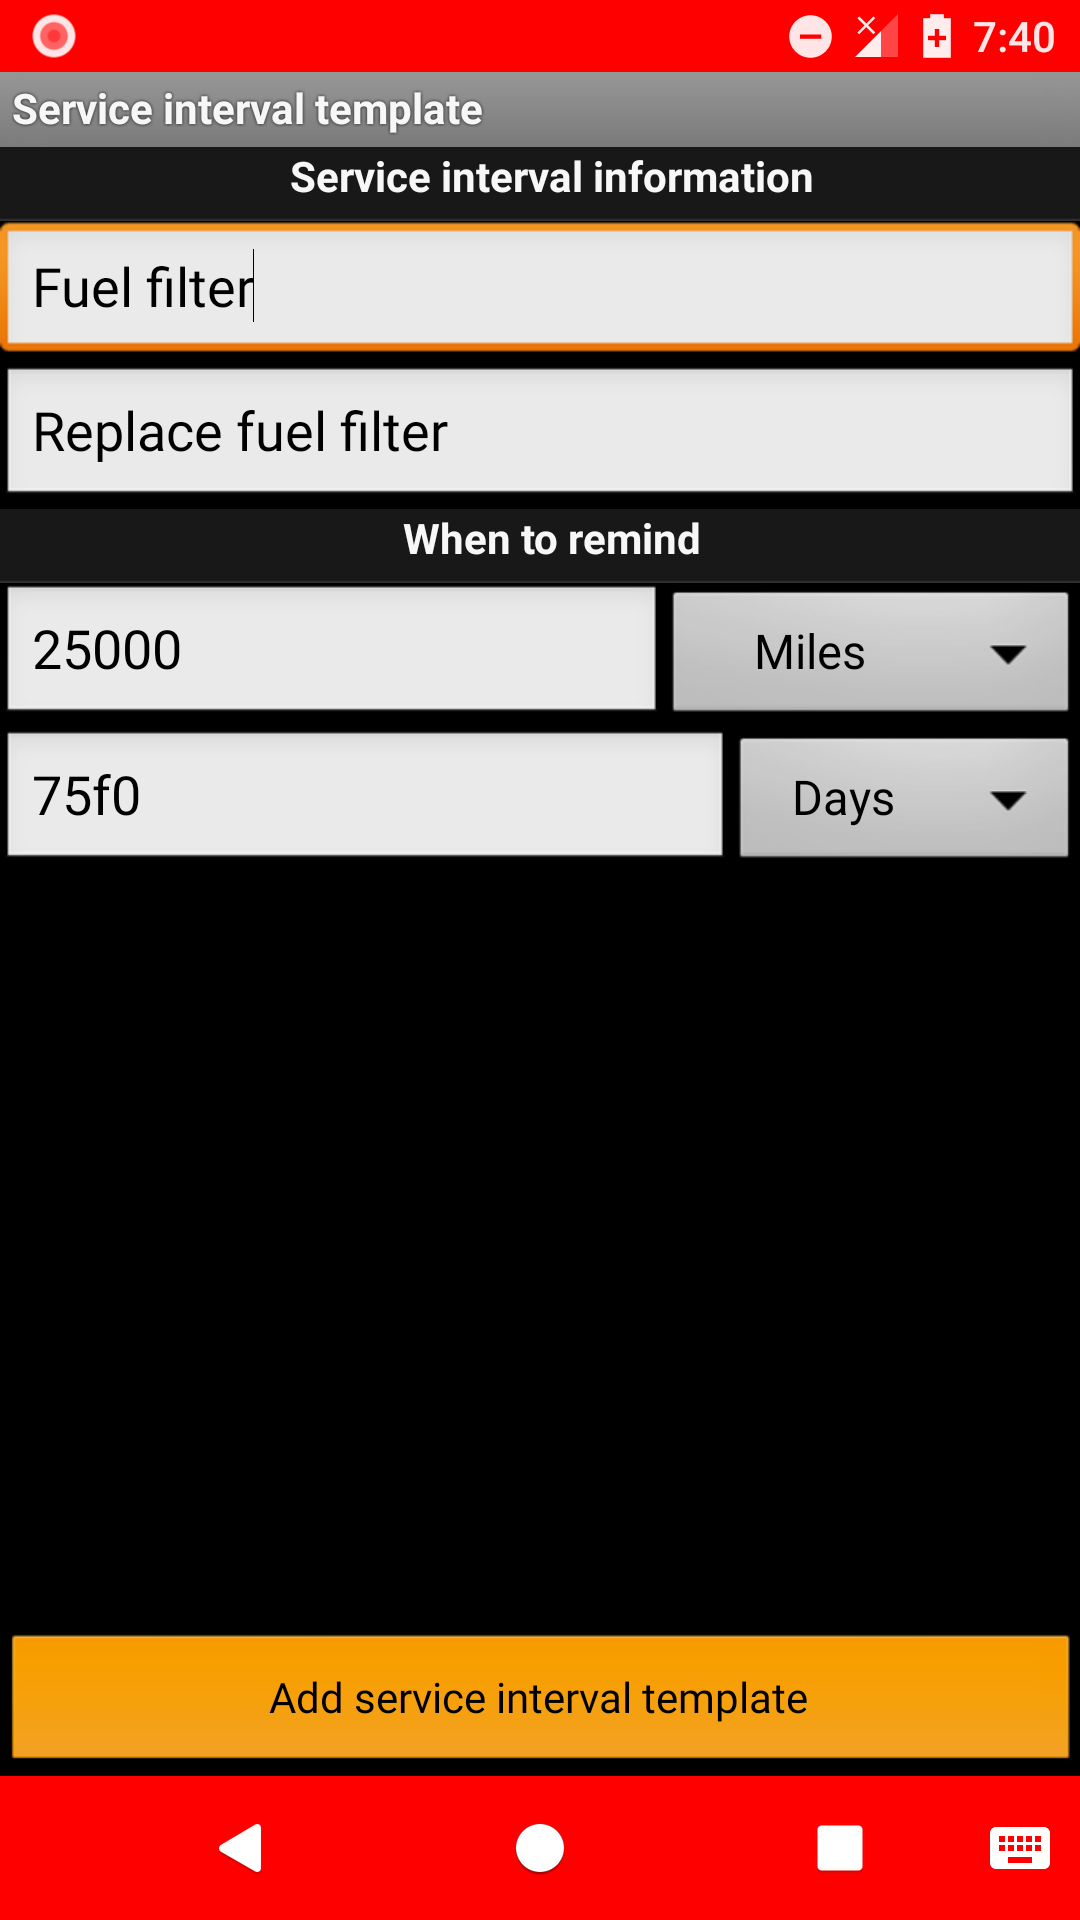 7:40
Service interval template
Service interval information
Fuel filter
Replace fuel filter
When to remind
25000 Miles
75f0 Days
Add service interval template